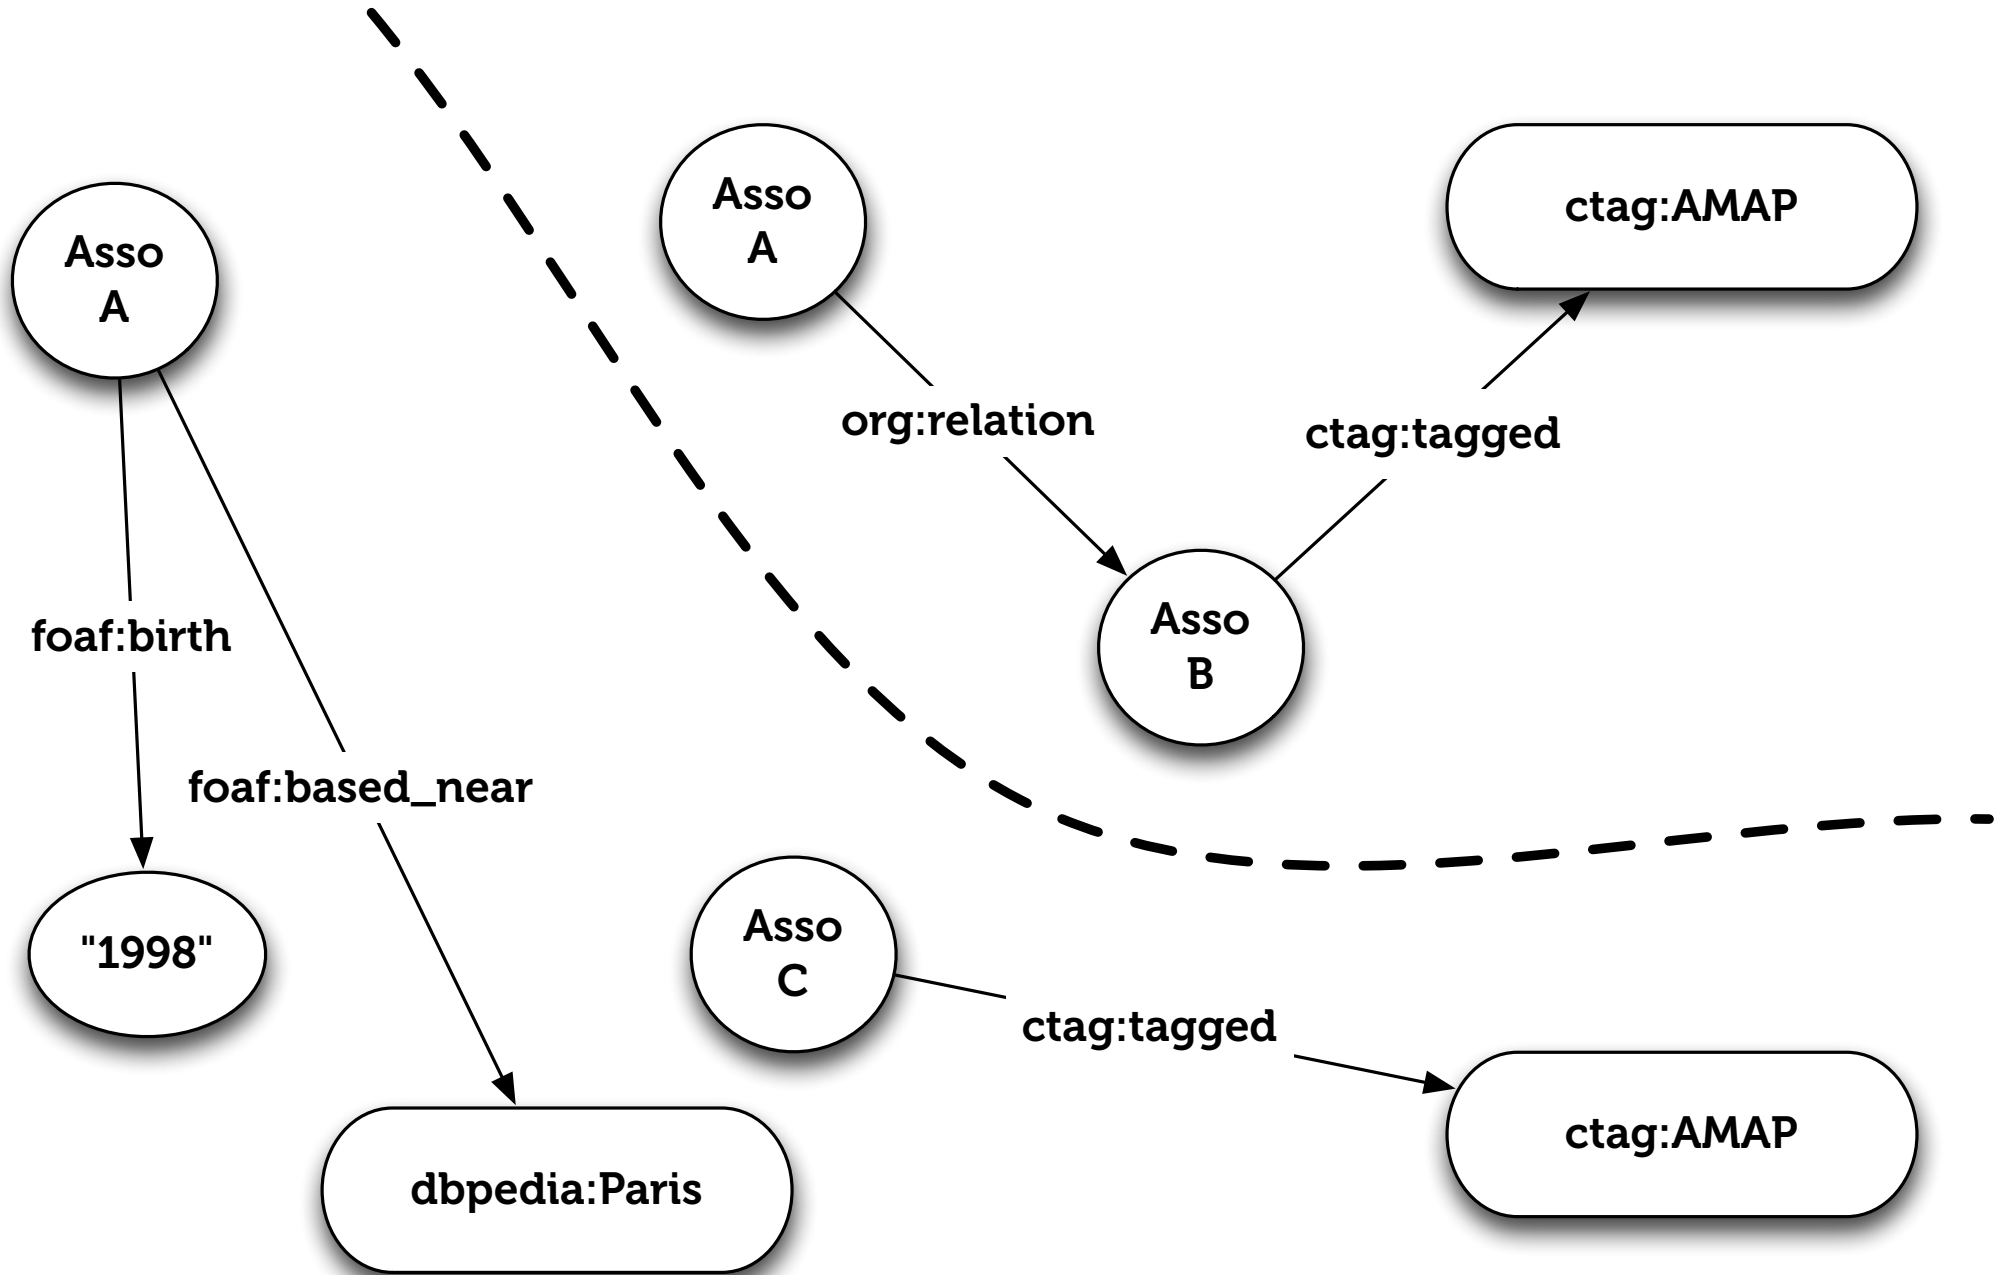 Asso
A
ctag:AMAP
Asso
A
org:relation
ctag:tagged
Asso
B
foaf:birth
foaf:based_near
"1998"
Asso
C
ctag:tagged
ctag:AMAP
dbpedia:Paris